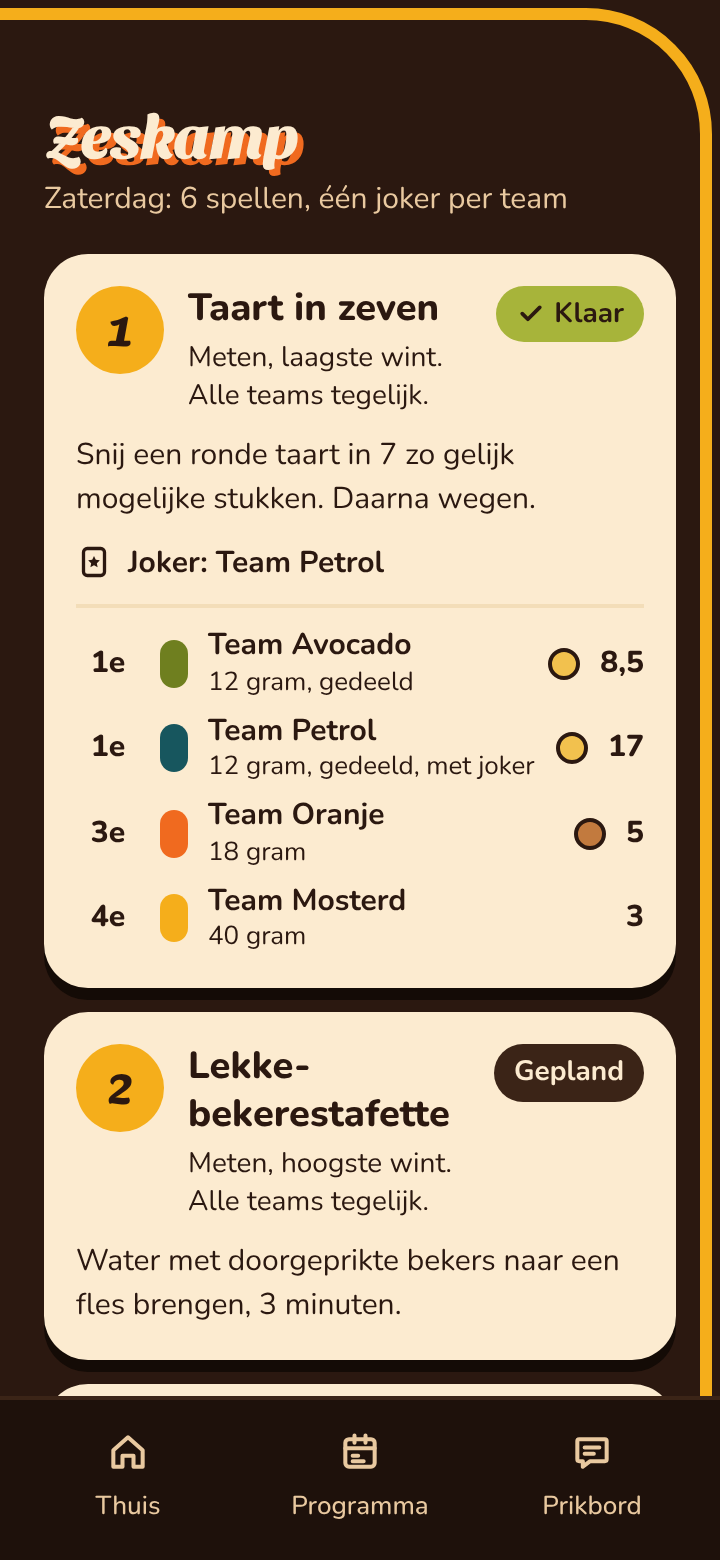 Zeskamp
Zaterdag: 6 spellen, één joker per team
1
Taart in zeven
Klaar
Meten, laagste wint.
Alle teams tegelijk.
Snij een ronde taart in 7 zo gelijk
mogelijke stukken. Daarna wegen.
Joker: Team Petrol
1e Team Avocado 8,5
12 gram, gedeeld
1e Team Petrol 17
12 gram, gedeeld, met joker
3e Team Oranje 5
18 gram
4e Team Mosterd 3
40 gram
2
Lekke-
bekerestafette
Gepland
Meten, hoogste wint.
Alle teams tegelijk.
Water met doorgeprikte bekers naar een
fles brengen, 3 minuten.
Thuis Programma Prikbord